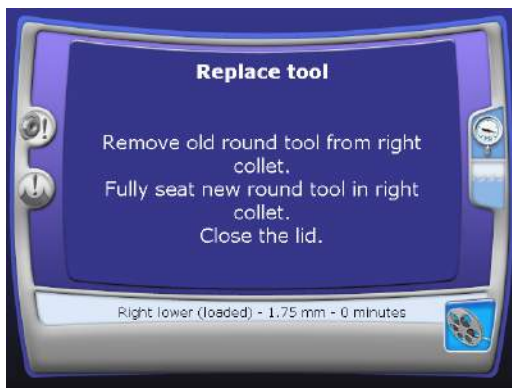 Replace tool
Remove old round tool from right
collet.
Fully seat new round tool in right
collet.
Close the lid.
Right lower (loaded) - 1.75 mm - 0 minutes